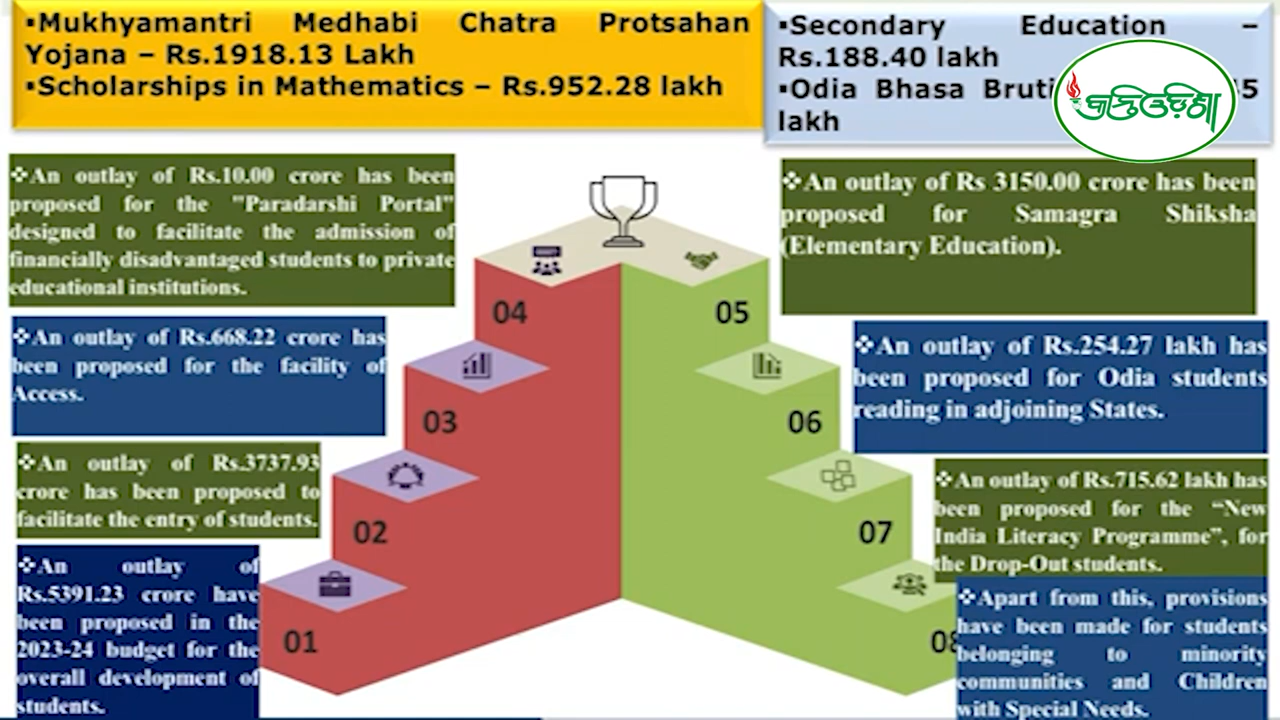 ▪Mukhyamantri Medhabi Chatra Protsahan
Yojana – Rs.1918.13 Lakh
▪Scholarships in Mathematics – Rs.952.28 lakh
▪Secondary Education –
Rs.188.40 lakh
▪Odia Bhasa
lakh
❖An outlay of Rs.10.00 crore has been
proposed for the "Paradarshi Portal"
designed to facilitate the admission of
financially disadvantaged students to private
educational institutions.
❖An outlay of Rs.668.22 crore has
been proposed for the facility of
Access.
❖An outlay of Rs.3737.93
crore has been proposed to
facilitate the entry of students.
❖An outlay of
Rs.5391.23 crore have
been proposed in the
2023-24 budget for the
overall development of
students.
04
03
02
01
05
06
07
08
❖An outlay of Rs 3150.00 crore has been
proposed for Samagra Shiksha
(Elementary Education).
❖An outlay of Rs.254.27 lakh has
been proposed for Odia students
reading in adjoining States.
❖An outlay of Rs.715.62 lakh has
been proposed for the “New
India Literacy Programme”, for
the Drop-Out students.
❖Apart from this, provisions
have been made for students
belonging to minority
communities and Children
with Special Needs.